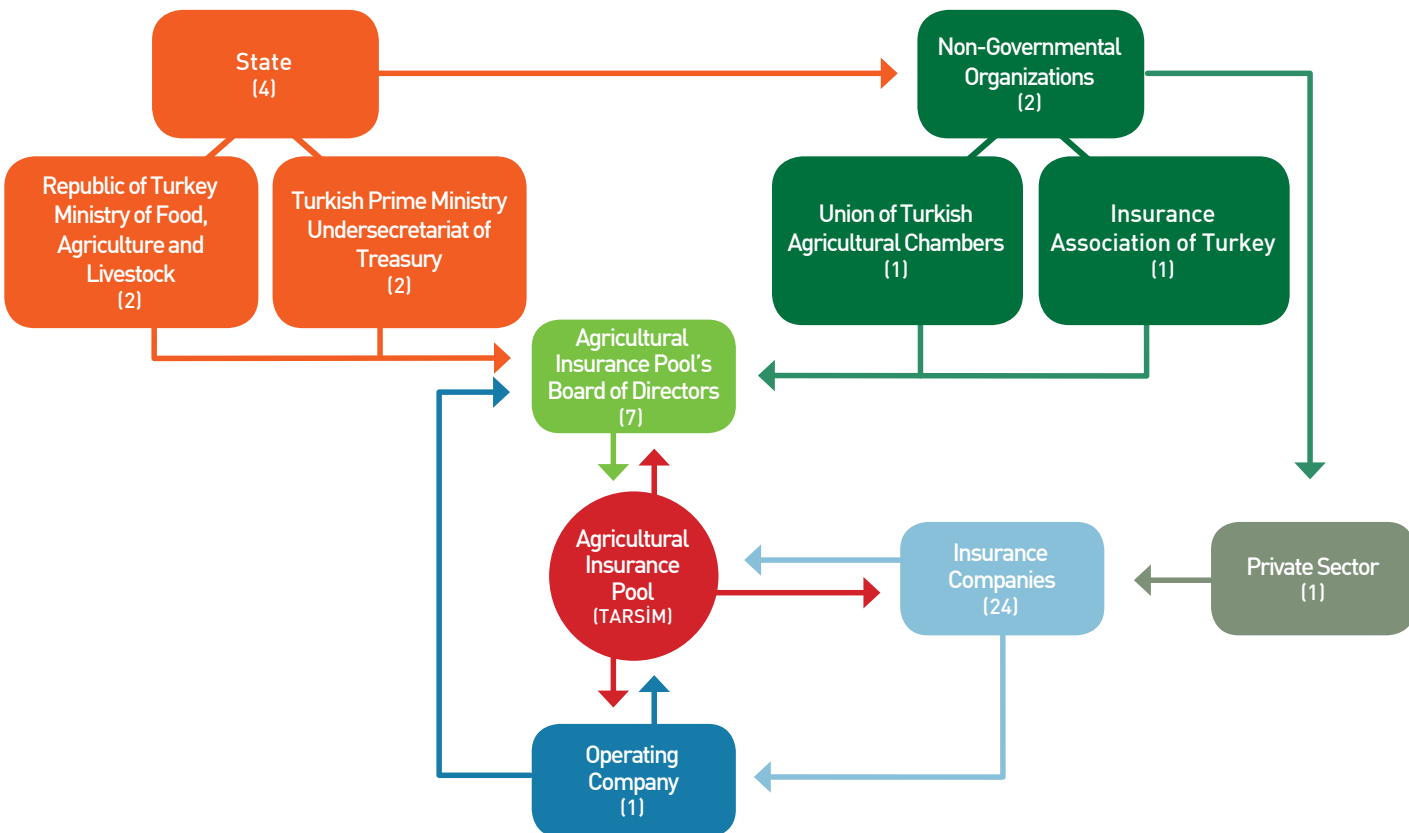 State
(4)
Non-Governmental
Organizations
(2)
Republic of Turkey
Ministry of Food,
Agriculture and
Livestock
(2)
Turkish Prime Ministry
Undersecretariat of
Treasury
(2)
Union of Turkish
Agricultural Chambers
(1)
Insurance
Association of Turkey
(1)
Agricultural
Insurance Pool's
Board of Directors
(7)
Agricultural
Insurance
Pool
(TARSİM)
Insurance
Companies
(24)
Private Sector
(1)
Operating
Company
(1)